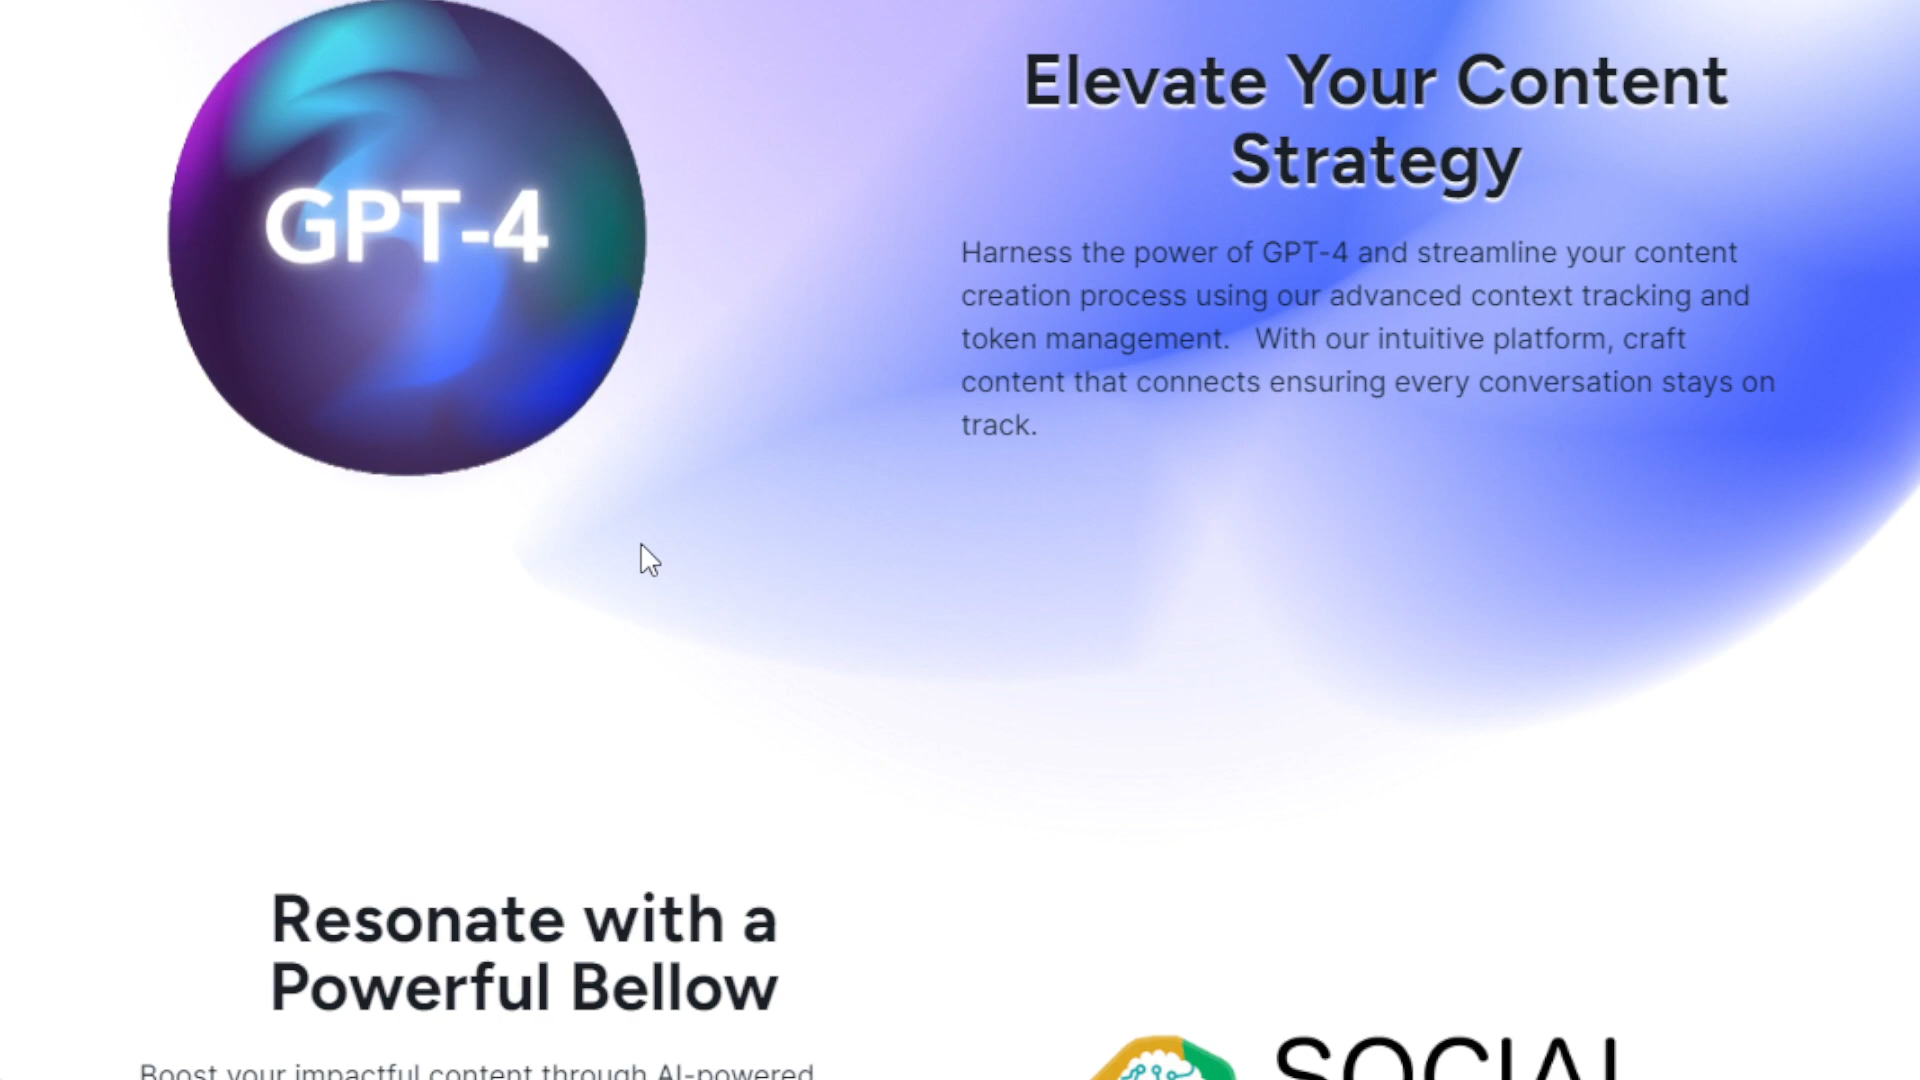 GPT-4
Elevate Your Content
Strategy
Harness the power of GPT-4 and streamline your content
creation process using our advanced context tracking and
token management.   With our intuitive platform, craft
content that connects ensuring every conversation stays on
track.
Resonate with a
Powerful Bellow
Boost your impactful content through AI-powered
SOCIAL